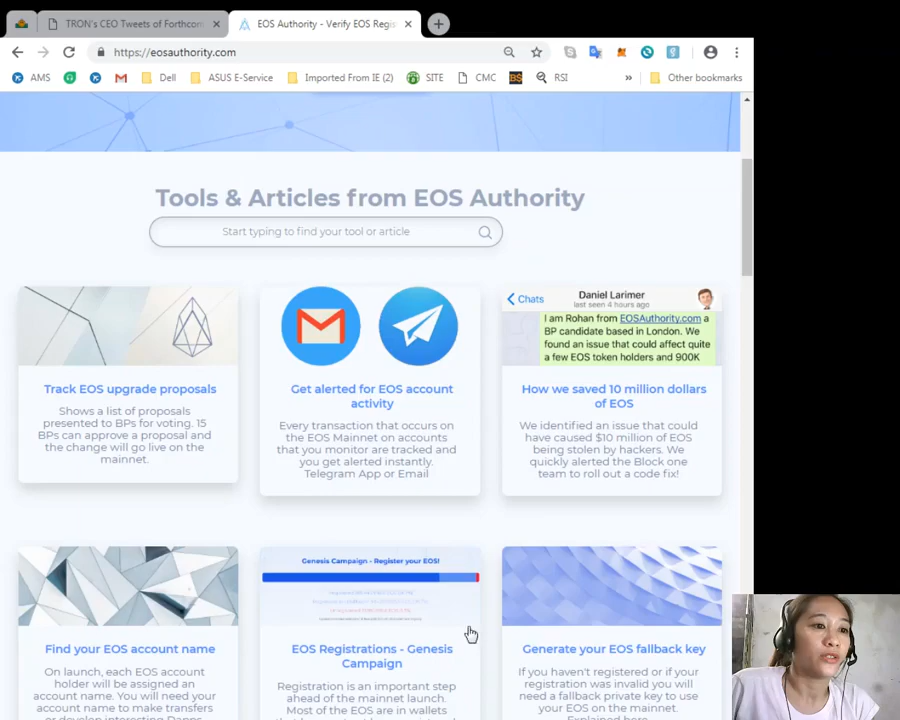 TRON's CEO Tweets of Forthcom
EOS Authority - Verify EOS Regis
https://eosauthority.com
AMS
Dell
ASUS E-Service
Imported From IE (2)
SITE
CMC
BS
RSI
»
Other bookmarks
Tools & Articles from EOS Authority
Start typing to find your tool or article
Track EOS upgrade proposals
Shows a list of proposals
presented to BPs for voting. 15
BPs can approve a proposal and
the change will go live on the
mainnet.
Get alerted for EOS account
activity
Every transaction that occurs on
the EOS Mainnet on accounts
that you monitor are tracked and
you get alerted instantly.
Telegram App or Email
Chats
Daniel Larimer
last seen 4 hours ago
I am Rohan from EOSAuthority.com a
BP candidate based in London. We
found an issue that could affect quite
a few EOS token holders and 900K
How we saved 10 million dollars
of EOS
We identified an issue that could
have caused $10 million of EOS
being stolen by hackers. We
quickly alerted the Block one
team to roll out a code fix!
Find your EOS account name
On launch, each EOS account
holder will be assigned an
account name. You will need your
account name to make transfers
or develop interesting Dapps
Genesis Campaign - Register your EOS!
EOS Registrations - Genesis
Campaign
Registration is an important step
ahead of the mainnet launch.
Most of the EOS are in wallets
Generate your EOS fallback key
If you haven't registered or if your
registration was invalid you will
need a fallback private key to use
your EOS on the mainnet.
Explained here